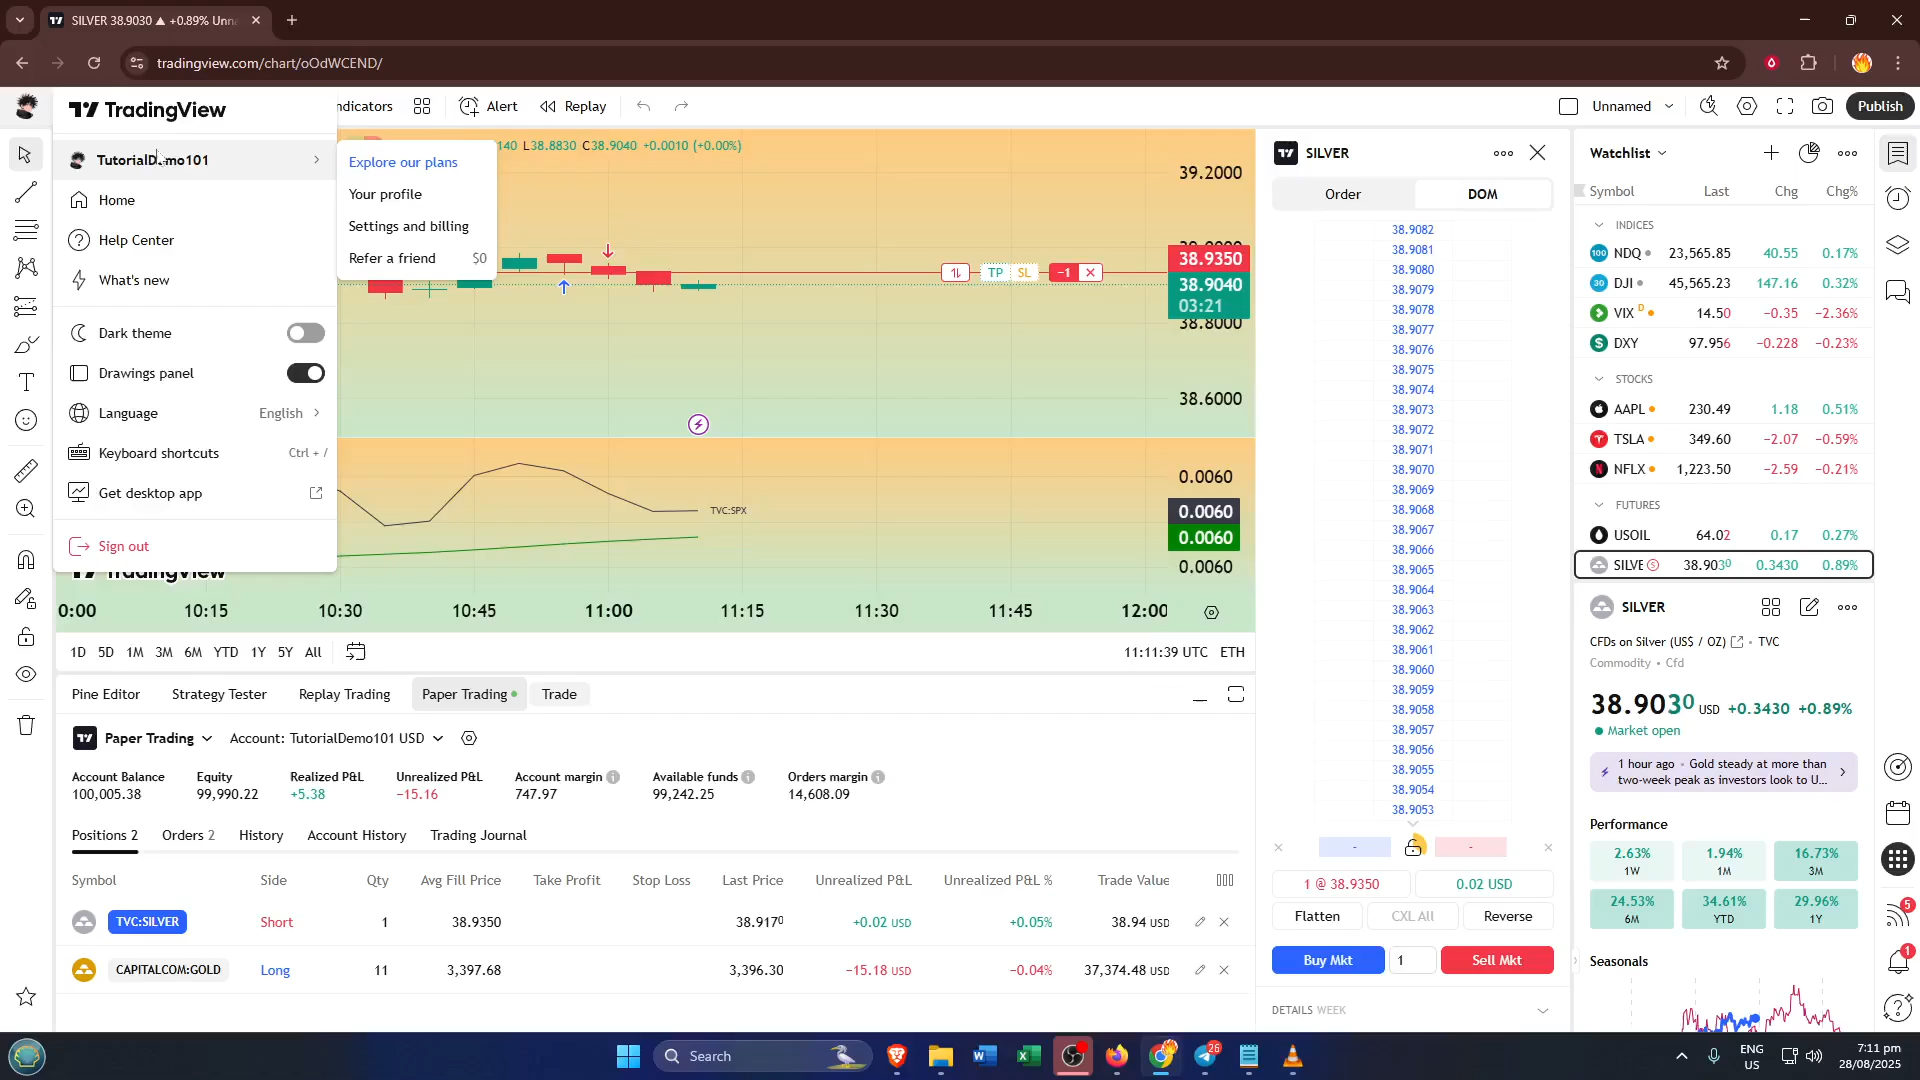 SILVER 38.9030 ▲ +0.89% Unna
tradingview.com/chart/oOdWCEND/
TradingView
ndicators
Alert
Replay
Unnamed
Publish
TutorialDemo101
Home
Help Center
What's new
Dark theme
Drawings panel
Language English
Keyboard shortcuts Ctrl + /
Get desktop app
Sign out
Explore our plans
Your profile
Settings and billing
Refer a friend $0
140 L38.8830 C38.9040 +0.0010 (+0.00%)
39.2000
38.9350
38.9040
03:21
38.8000
38.6000
TP SL −1
TVC:SPX
0.0060
0.0060
0.0060
0.0060
TradingView
0:00 10:15 10:30 10:45 11:00 11:15 11:30 11:45 12:00
1D 5D 1M 3M 6M YTD 1Y 5Y All
11:11:39 UTC ETH
Pine Editor Strategy Tester Replay Trading Paper Trading Trade
Paper Trading Account: TutorialDemo101 USD
Account Balance Equity Realized P&L Unrealized P&L Account margin Available funds Orders margin
100,005.38 99,990.22 +5.38 −15.16 747.97 99,242.25 14,608.09
Positions 2 Orders 2 History Account History Trading Journal
Symbol Side Qty Avg Fill Price Take Profit Stop Loss Last Price Unrealized P&L Unrealized P&L % Trade Value
TVC:SILVER Short 1 38.9350 38.9170 +0.02 USD +0.05% 38.94 USD
CAPITALCOM:GOLD Long 11 3,397.68 3,396.30 −15.18 USD −0.04% 37,374.48 USD
SILVER
Order DOM
38.9082
38.9081
38.9080
38.9079
38.9078
38.9077
38.9076
38.9075
38.9074
38.9073
38.9072
38.9071
38.9070
38.9069
38.9068
38.9067
38.9066
38.9065
38.9064
38.9063
38.9062
38.9061
38.9060
38.9059
38.9058
38.9057
38.9056
38.9055
38.9054
38.9053
- -
1 @ 38.9350 0.02 USD
Flatten CXL All Reverse
Buy Mkt 1 Sell Mkt
DETAILS WEEK
Watchlist
Symbol Last Chg Chg%
INDICES
NDQ 23,565.85 40.55 0.17%
DJI 45,565.23 147.16 0.32%
VIX D 14.50 −0.35 −2.36%
DXY 97.956 −0.228 −0.23%
STOCKS
AAPL 230.49 1.18 0.51%
TSLA 349.60 −2.07 −0.59%
NFLX 1,223.50 −2.59 −0.21%
FUTURES
USOIL 64.02 0.17 0.27%
SILVE 38.9030 0.3430 0.89%
SILVER
CFDs on Silver (US$ / OZ) • TVC
Commodity • Cfd
38.9030 USD +0.3430 +0.89%
Market open
1 hour ago • Gold steady at more than
two-week peak as investors look to U...
Performance
2.63% 1.94% 16.73%
1W 1M 3M
24.53% 34.61% 29.96%
6M YTD 1Y
Seasonals
5
1
Search
26
ENG
US
7:11 pm
28/08/2025